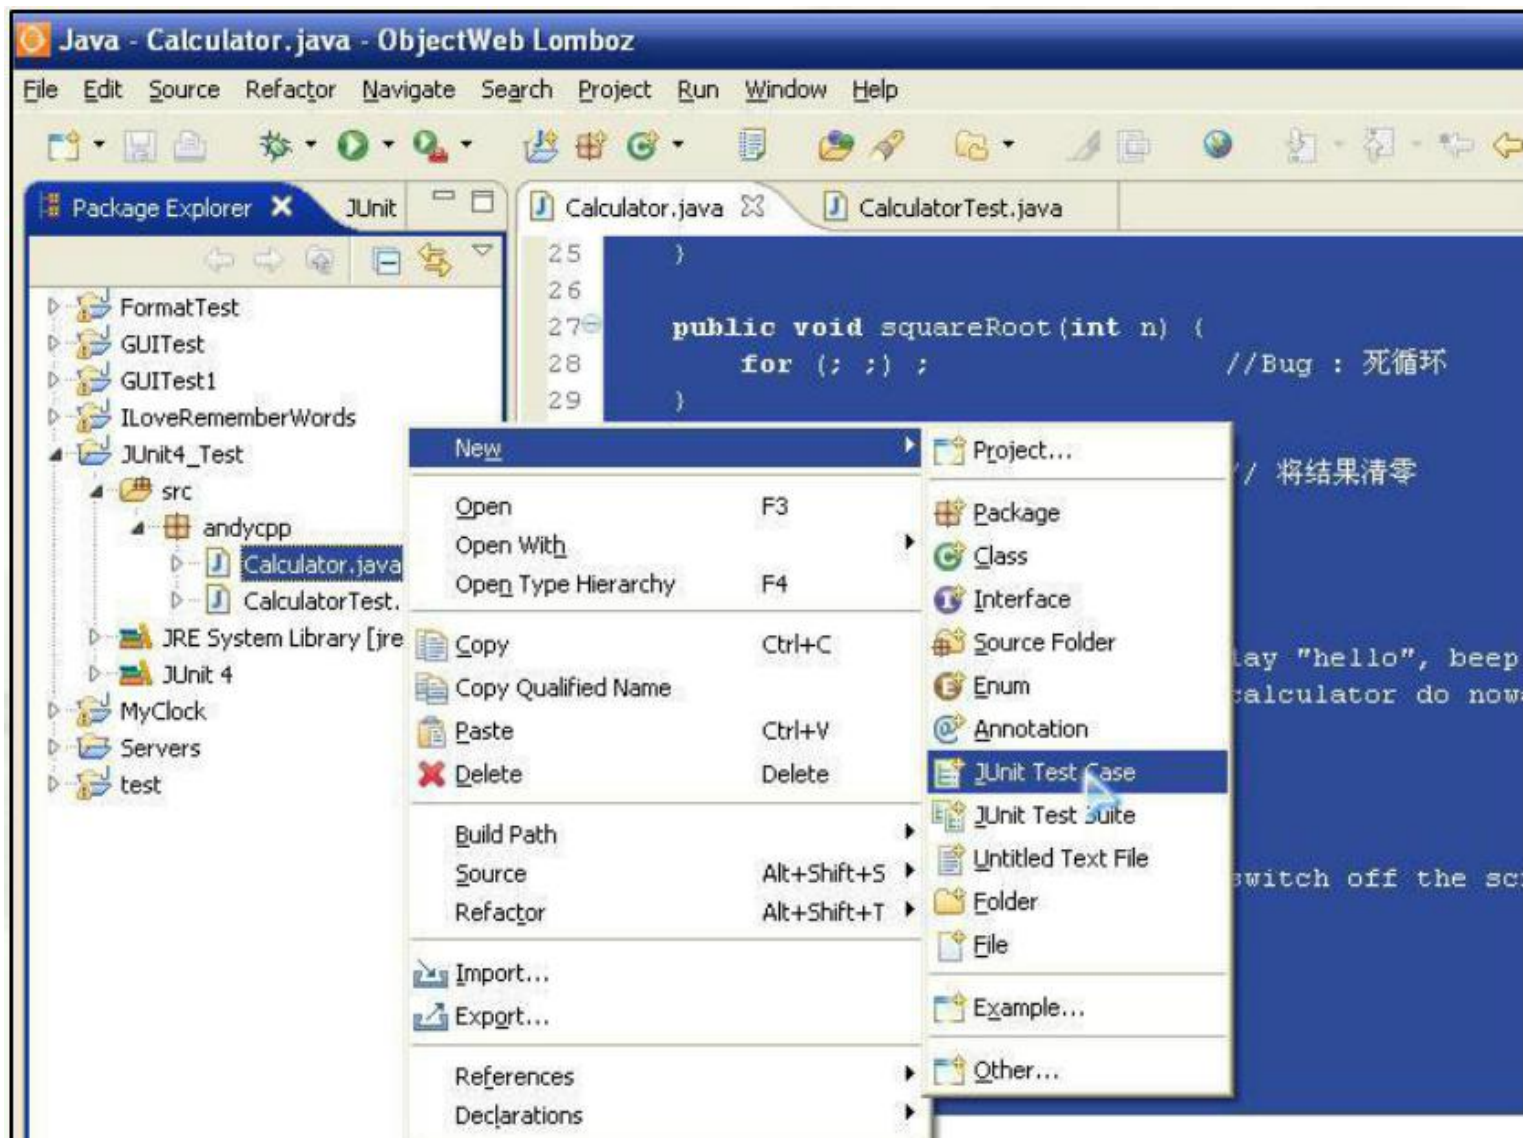 Java - Calculator.java - ObjectWeb Lomboz
File Edit Source Refactor Navigate Search Project Run Window Help
Package Explorer JUnit
Calculator.java CalculatorTest.java
FormatTest
GUITest
GUITest1
ILoveRememberWords
JUnit4_Test
src
andycpp
Calculator.java
CalculatorTest.
JRE System Library [jre
JUnit 4
MyClock
Servers
test
25 }
26
27 public void squareRoot(int n) {
28 for (; ;) ; //Bug : 死循环
29 }
/ 将结果清零
lay "hello", beep
calculator do nowa
switch off the scr
New
Open F3
Open With
Open Type Hierarchy F4
Copy Ctrl+C
Copy Qualified Name
Paste Ctrl+V
Delete Delete
Build Path
Source Alt+Shift+S
Refactor Alt+Shift+T
Import...
Export...
References
Declarations
Project...
Package
Class
Interface
Source Folder
Enum
Annotation
JUnit Test Case
JUnit Test Suite
Untitled Text File
Folder
File
Example...
Other...